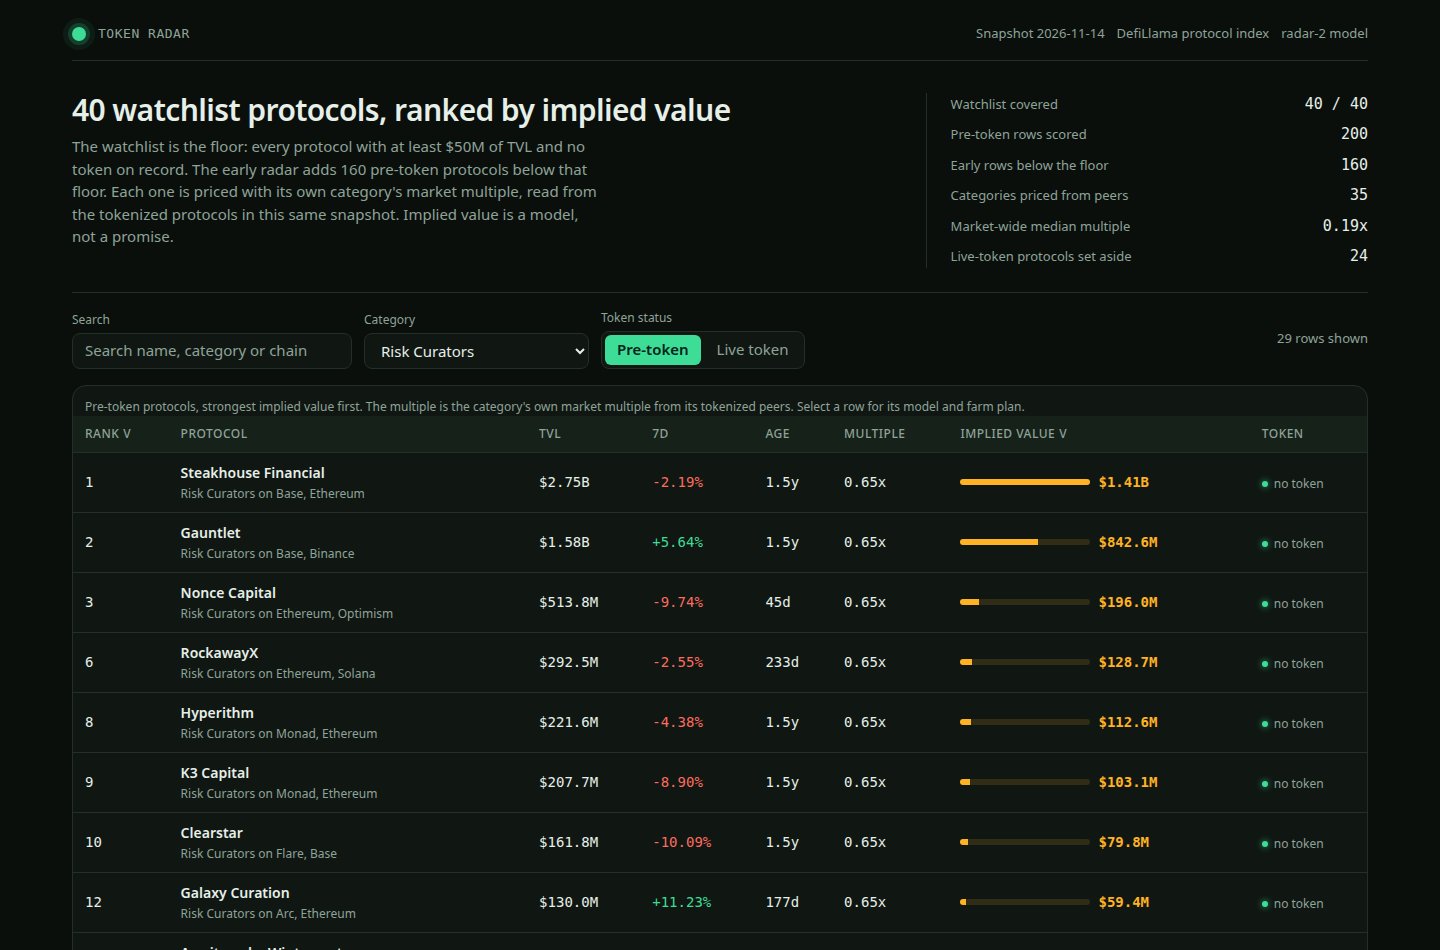 TOKEN RADAR
Snapshot 2026-11-14 DefiLlama protocol index radar-2 model
40 watchlist protocols, ranked by implied value
The watchlist is the floor: every protocol with at least $50M of TVL and no
token on record. The early radar adds 160 pre-token protocols below that
floor. Each one is priced with its own category's market multiple, read from
the tokenized protocols in this same snapshot. Implied value is a model,
not a promise.
Watchlist covered 40 / 40
Pre-token rows scored 200
Early rows below the floor 160
Categories priced from peers 35
Market-wide median multiple 0.19x
Live-token protocols set aside 24
Search
Search name, category or chain
Category
Risk Curators
Token status
Pre-token Live token
29 rows shown
Pre-token protocols, strongest implied value first. The multiple is the category's own market multiple from its tokenized peers. Select a row for its model and farm plan.
RANK V PROTOCOL TVL 7D AGE MULTIPLE IMPLIED VALUE V TOKEN
1 Steakhouse Financial $2.75B -2.19% 1.5y 0.65x $1.41B no token
Risk Curators on Base, Ethereum
2 Gauntlet $1.58B +5.64% 1.5y 0.65x $842.6M no token
Risk Curators on Base, Binance
3 Nonce Capital $513.8M -9.74% 45d 0.65x $196.0M no token
Risk Curators on Ethereum, Optimism
6 RockawayX $292.5M -2.55% 233d 0.65x $128.7M no token
Risk Curators on Ethereum, Solana
8 Hyperithm $221.6M -4.38% 1.5y 0.65x $112.6M no token
Risk Curators on Monad, Ethereum
9 K3 Capital $207.7M -8.90% 1.5y 0.65x $103.1M no token
Risk Curators on Monad, Ethereum
10 Clearstar $161.8M -10.09% 1.5y 0.65x $79.8M no token
Risk Curators on Flare, Base
12 Galaxy Curation $130.0M +11.23% 177d 0.65x $59.4M no token
Risk Curators on Arc, Ethereum